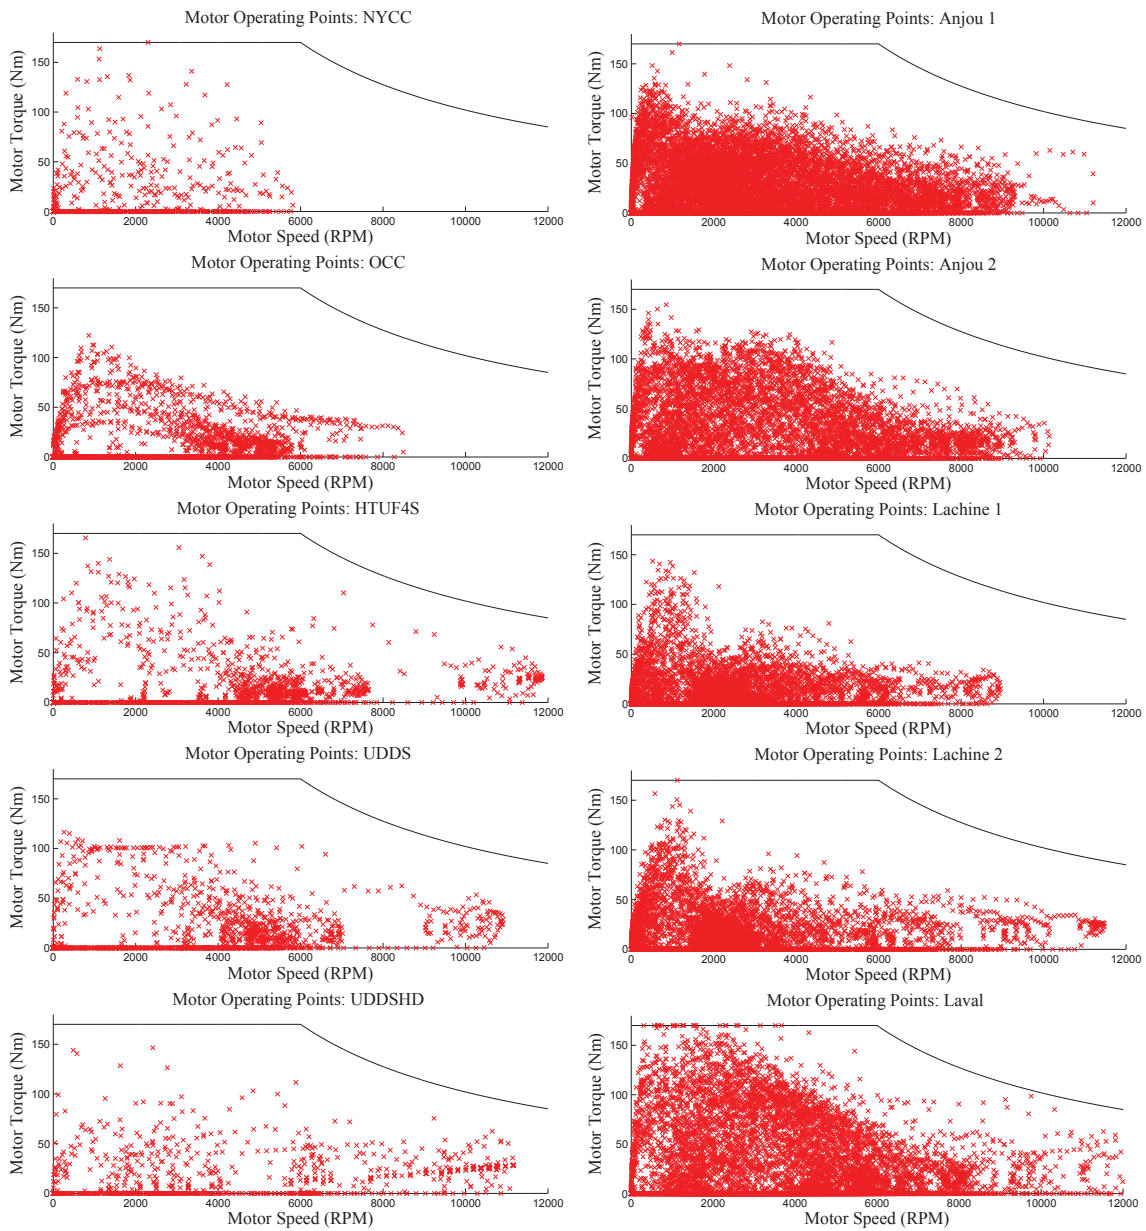 Motor Operating Points: NYCC
Motor Torque (Nm)
150
100
50
0
0 2000 4000 6000 8000 10000 12000
Motor Speed (RPM)
Motor Operating Points: Anjou 1
Motor Torque (Nm)
150
100
50
0
0 2000 4000 6000 8000 10000 12000
Motor Speed (RPM)
Motor Operating Points: OCC
Motor Torque (Nm)
150
100
50
0
0 2000 4000 6000 8000 10000 12000
Motor Speed (RPM)
Motor Operating Points: Anjou 2
Motor Torque (Nm)
150
100
50
0
0 2000 4000 6000 8000 10000 12000
Motor Speed (RPM)
Motor Operating Points: HTUF4S
Motor Torque (Nm)
150
100
50
0
0 2000 4000 6000 8000 10000 12000
Motor Speed (RPM)
Motor Operating Points: Lachine 1
Motor Torque (Nm)
150
100
50
0
0 2000 4000 6000 8000 10000 12000
Motor Speed (RPM)
Motor Operating Points: UDDS
Motor Torque (Nm)
150
100
50
0
0 2000 4000 6000 8000 10000 12000
Motor Speed (RPM)
Motor Operating Points: Lachine 2
Motor Torque (Nm)
150
100
50
0
0 2000 4000 6000 8000 10000 12000
Motor Speed (RPM)
Motor Operating Points: UDDSHD
Motor Torque (Nm)
150
100
50
0
0 2000 4000 6000 8000 10000 12000
Motor Speed (RPM)
Motor Operating Points: Laval
Motor Torque (Nm)
150
100
50
0
0 2000 4000 6000 8000 10000 12000
Motor Speed (RPM)